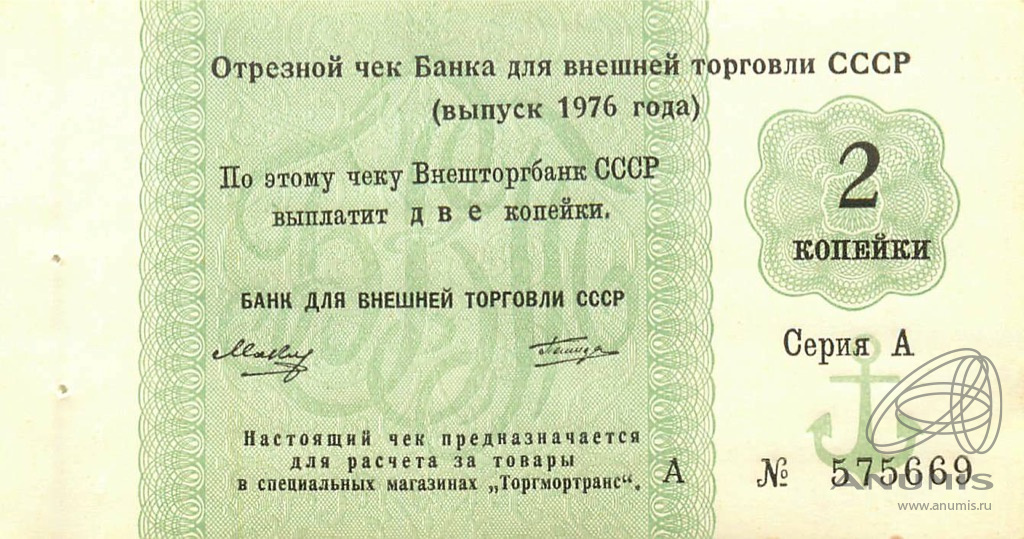 Отрезной чек Банка для внешней торговли СССР
(выпуск 1976 года)
По этому чеку Внешторгбанк СССР
выплатит две копейки.
2
КОПЕЙКИ
БАНК ДЛЯ ВНЕШНЕЙ ТОРГОВЛИ СССР
Серия А
Настоящий чек предназначается
для расчета за товары
в специальных магазинах „Торгмортранс“.
А № 575669
ANUMIS
www.anumis.ru